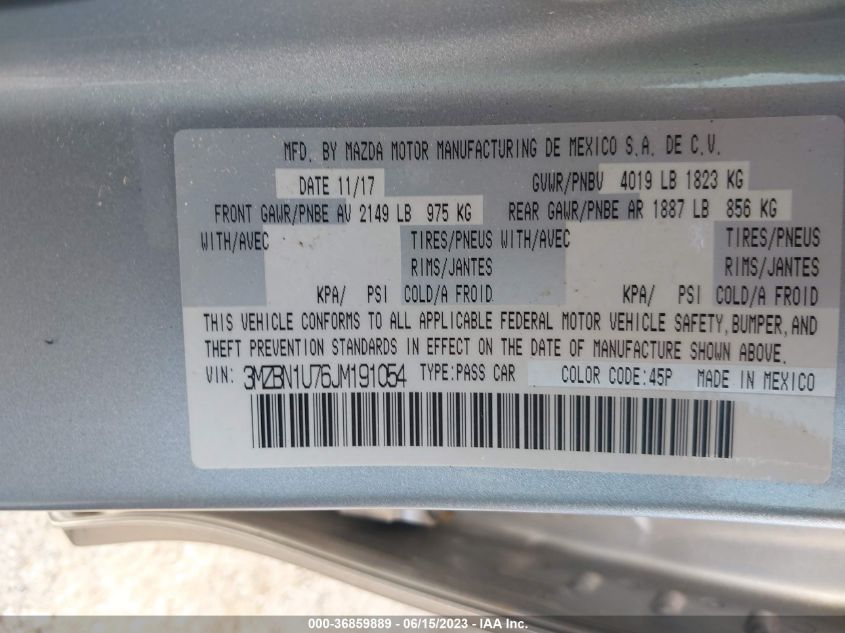 MFD. BY MAZDA MOTOR MANUFACTURING DE MEXICO S.A. DE C.V.
DATE 11/17 GVWR/PNBV 4019 LB 1823 KG
FRONT GAWR/PNBE AV 2149 LB 975 KG REAR GAWR/PNBE AR 1887 LB 856 KG
WITH/AVEC TIRES/PNEUS WITH/AVEC TIRES/PNEUS
RIMS/JANTES RIMS/JANTES
KPA/ PSI COLD/A FROID KPA/ PSI COLD/A FROID
THIS VEHICLE CONFORMS TO ALL APPLICABLE FEDERAL MOTOR VEHICLE SAFETY, BUMPER, AND
THEFT PREVENTION STANDARDS IN EFFECT ON THE DATE OF MANUFACTURE SHOWN ABOVE.
VIN: 3MZBN1U76JM191054 TYPE:PASS CAR COLOR CODE:45P MADE IN MEXICO
000-36859889 - 06/15/2023 - IAA Inc.